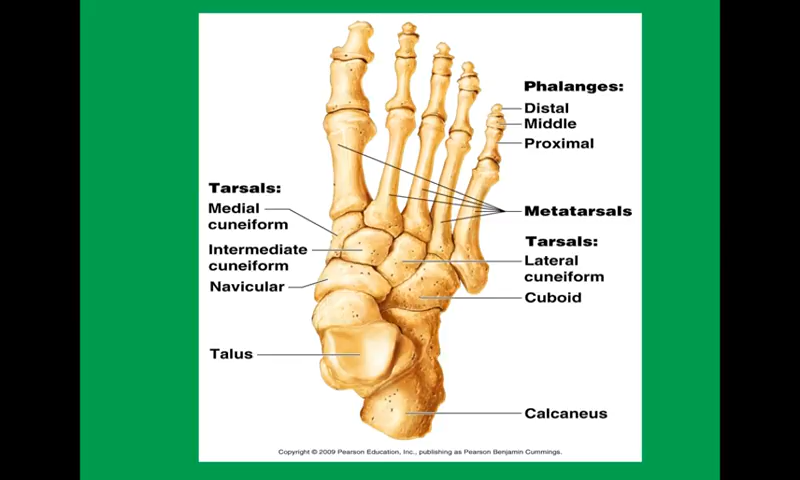 Phalanges:
Distal
Middle
Proximal
Tarsals:
Medial
cuneiform
Intermediate
cuneiform
Navicular
Talus
Metatarsals
Tarsals:
Lateral
cuneiform
Cuboid
Calcaneus
Copyright © 2009 Pearson Education, Inc., publishing as Pearson Benjamin Cummings.